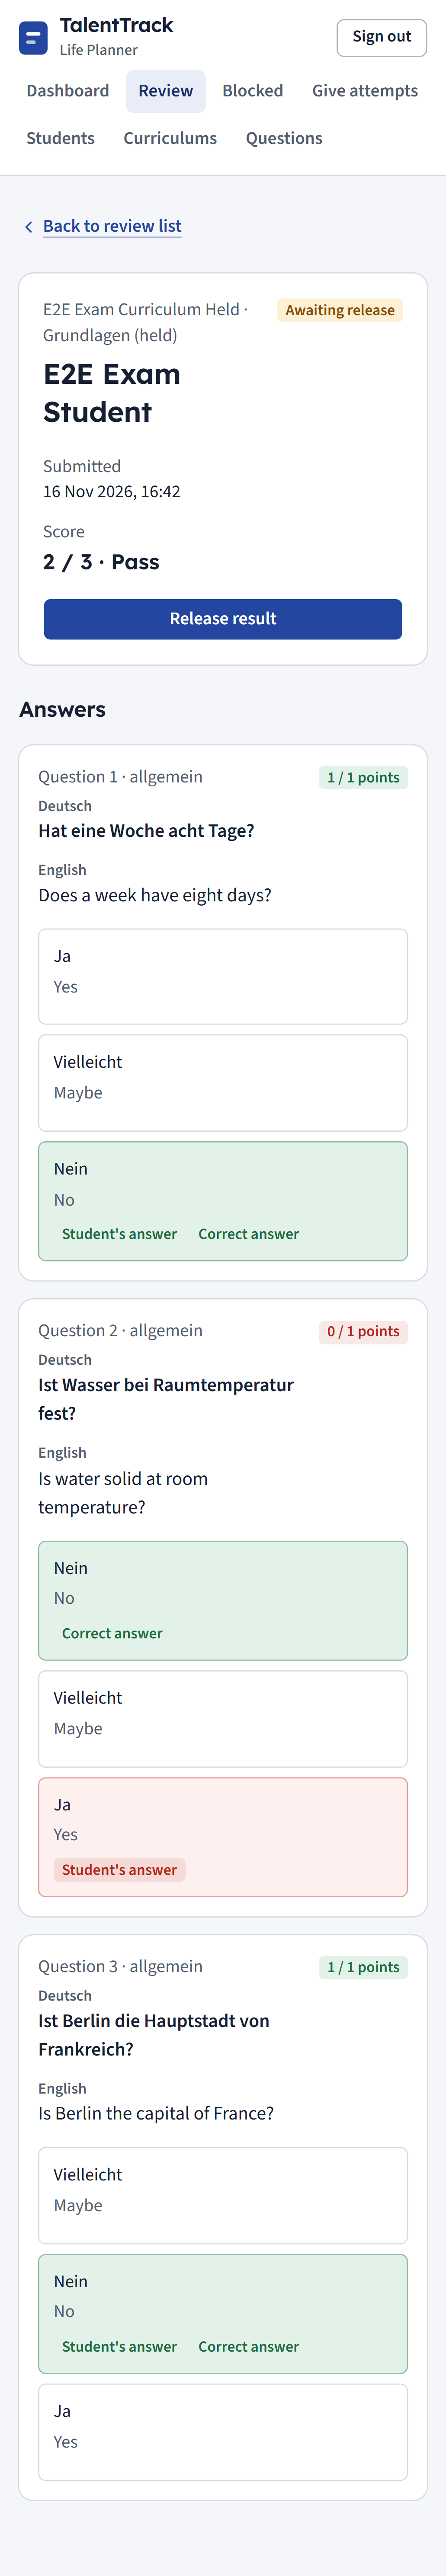 TalentTrack
Life Planner
Sign out
Dashboard
Review
Blocked
Give attempts
Students
Curriculums
Questions
Back to review list
E2E Exam Curriculum Held ·
Grundlagen (held)
Awaiting release
E2E Exam
Student
Submitted
16 Nov 2026, 16:42
Score
2 / 3 · Pass
Release result
Answers
Question 1 · allgemein
1 / 1 points
Deutsch
Hat eine Woche acht Tage?
English
Does a week have eight days?
Ja
Yes
Vielleicht
Maybe
Nein
No
Student's answer
Correct answer
Question 2 · allgemein
0 / 1 points
Deutsch
Ist Wasser bei Raumtemperatur
fest?
English
Is water solid at room
temperature?
Nein
No
Correct answer
Vielleicht
Maybe
Ja
Yes
Student's answer
Question 3 · allgemein
1 / 1 points
Deutsch
Ist Berlin die Hauptstadt von
Frankreich?
English
Is Berlin the capital of France?
Vielleicht
Maybe
Nein
No
Student's answer
Correct answer
Ja
Yes